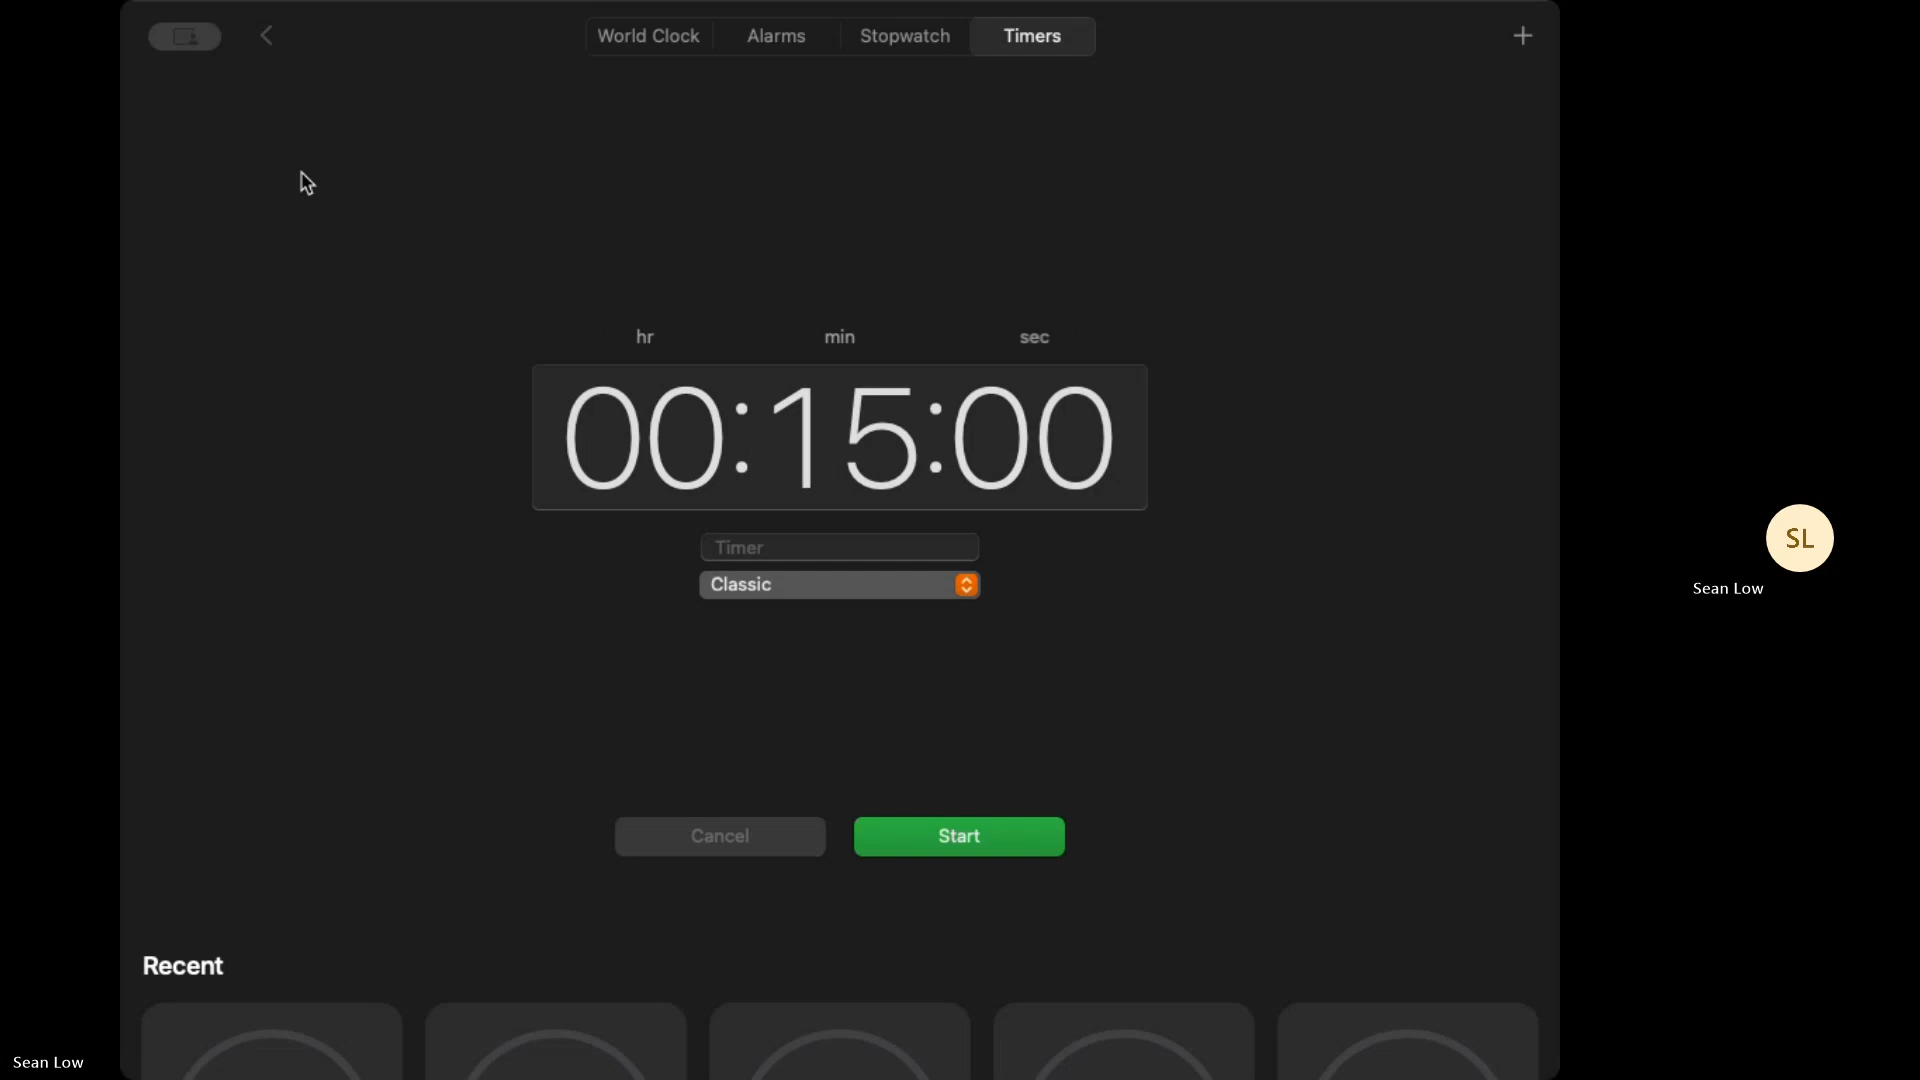 World Clock Alarms Stopwatch Timers
hr min sec
00:15:00
Timer
Classic
SL
Sean Low
Cancel Start
Recent
Sean Low